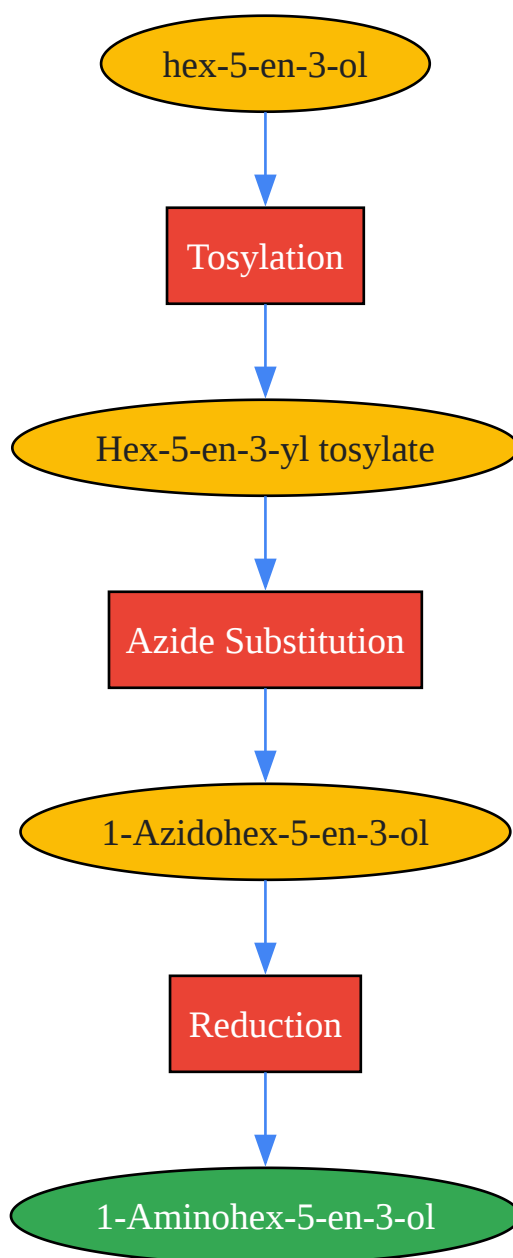 hex-5-en-3-ol
Tosylation
Hex-5-en-3-yl tosylate
Azide Substitution
1-Azidohex-5-en-3-ol
Reduction
1-Aminohex-5-en-3-ol